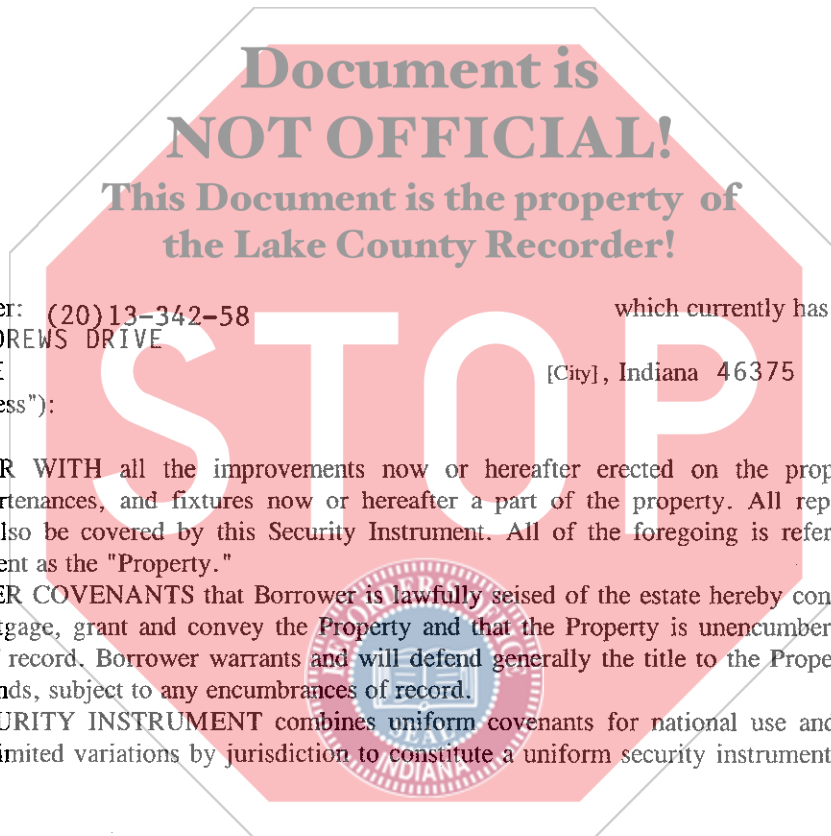 Document is
NOT OFFICIAL!
This Document is the property of
the Lake County Recorder!
er: (20)13-342-58 which currently has
DREWS DRIVE
E [City], Indiana 46375
ess"):
STOP
R WITH all the improvements now or hereafter erected on the prop
rtenances, and fixtures now or hereafter a part of the property. All rep
lso be covered by this Security Instrument. All of the foregoing is refer
ent as the "Property."
ER COVENANTS that Borrower is lawfully seised of the estate hereby con
tgage, grant and convey the Property and that the Property is unencumber
record. Borrower warrants and will defend generally the title to the Prope
nds, subject to any encumbrances of record.
URITY INSTRUMENT combines uniform covenants for national use and
imited variations by jurisdiction to constitute a uniform security instrument
RECORDER'S OFFICE
SEAL
INDIANA